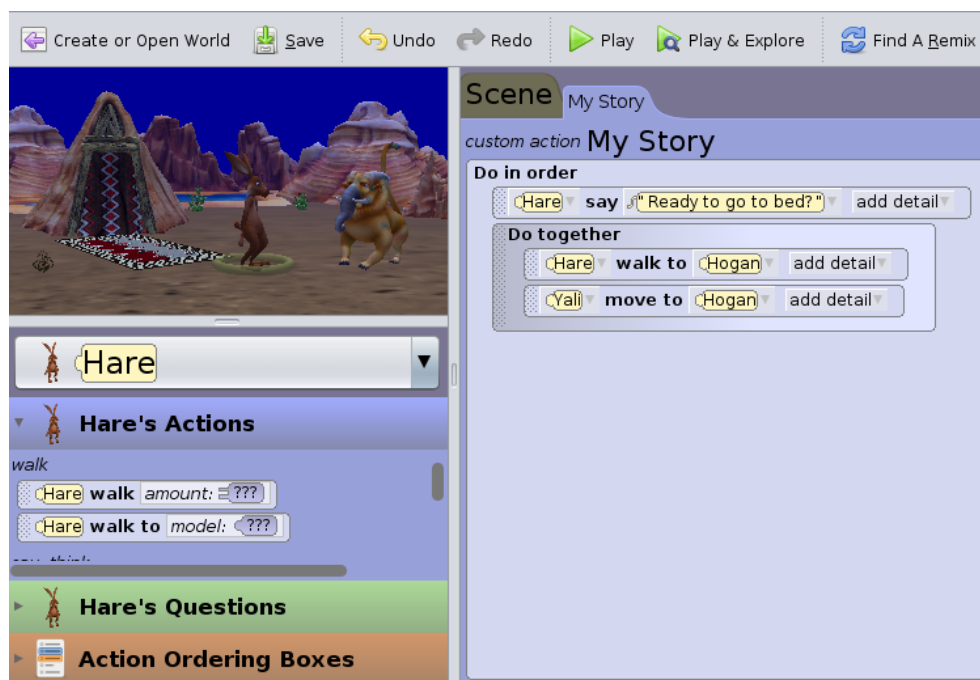 Create or Open World Save Undo Redo Play Play & Explore Find A Remix
Scene My Story
custom action My Story
Do in order
Hare say "Ready to go to bed?" add detail
Do together
Hare walk to Hogan add detail
Yali move to Hogan add detail
Hare
Hare's Actions
walk
Hare walk amount: ???
Hare walk to model: ???
Hare's Questions
Action Ordering Boxes